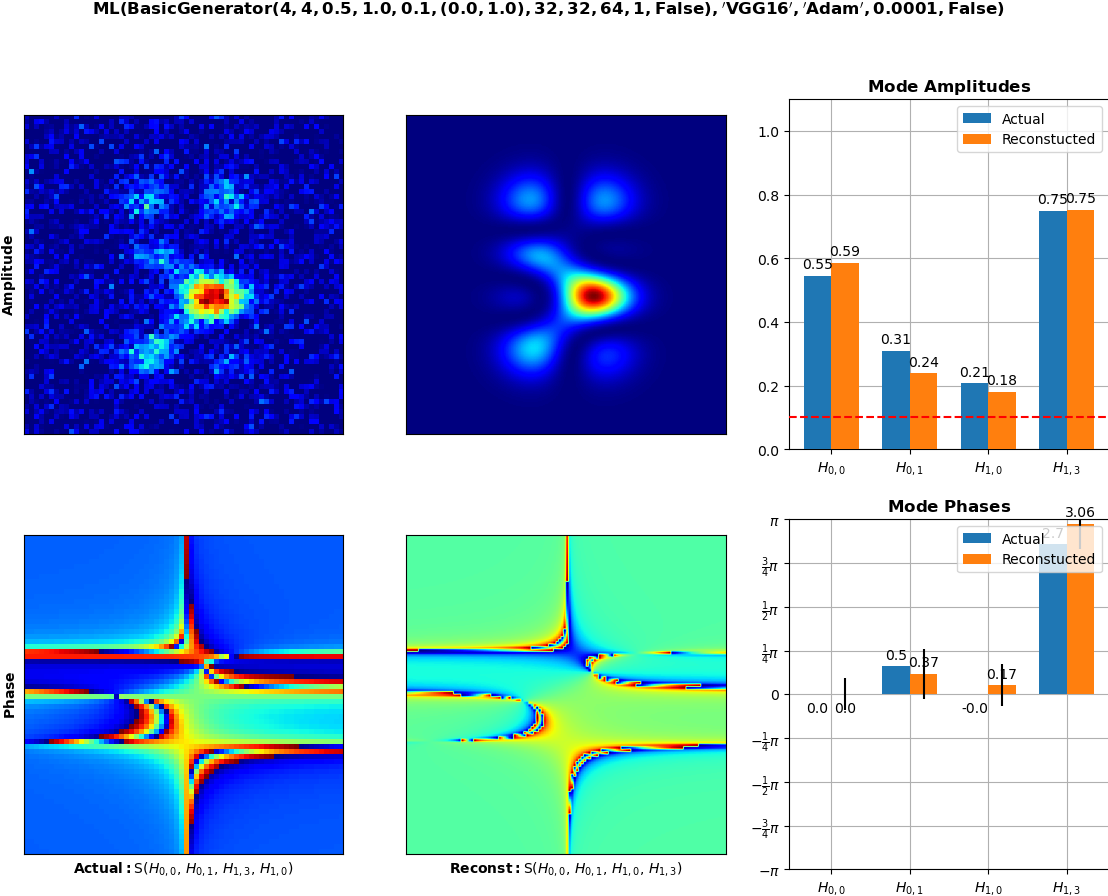 ML(BasicGenerator(4, 4, 0.5, 1.0, 0.1, (0.0, 1.0), 32, 32, 64, 1, False), ′VGG16′, ′Adam′, 0.0001, False)
Amplitude
Mode Amplitudes
Actual
Reconstucted
1.0
0.8
0.6
0.4
0.2
0.0
0.55
0.59
0.31
0.24
0.21
0.18
0.75
0.75
H0,0
H0,1
H1,0
H1,3
Phase
Actual: S(H0,0, H0,1, H1,3, H1,0)
Reconst: S(H0,0, H0,1, H1,0, H1,3)
Mode Phases
Actual
Reconstucted
π
3/4π
1/2π
1/4π
0
−1/4π
−1/2π
−3/4π
−π
0.0
0.0
0.5
0.37
-0.0
0.17
2.7
3.06
H0,0
H0,1
H1,0
H1,3